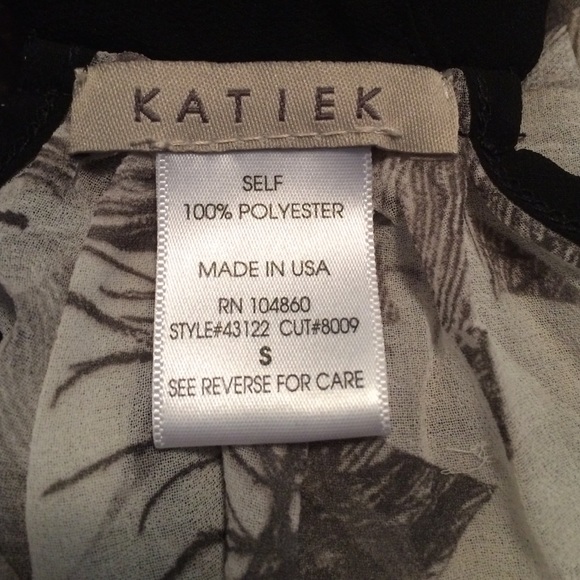 KATIEK
SELF
100% POLYESTER
MADE IN USA
RN 104860
STYLE#43122 CUT#8009
S
SEE REVERSE FOR CARE